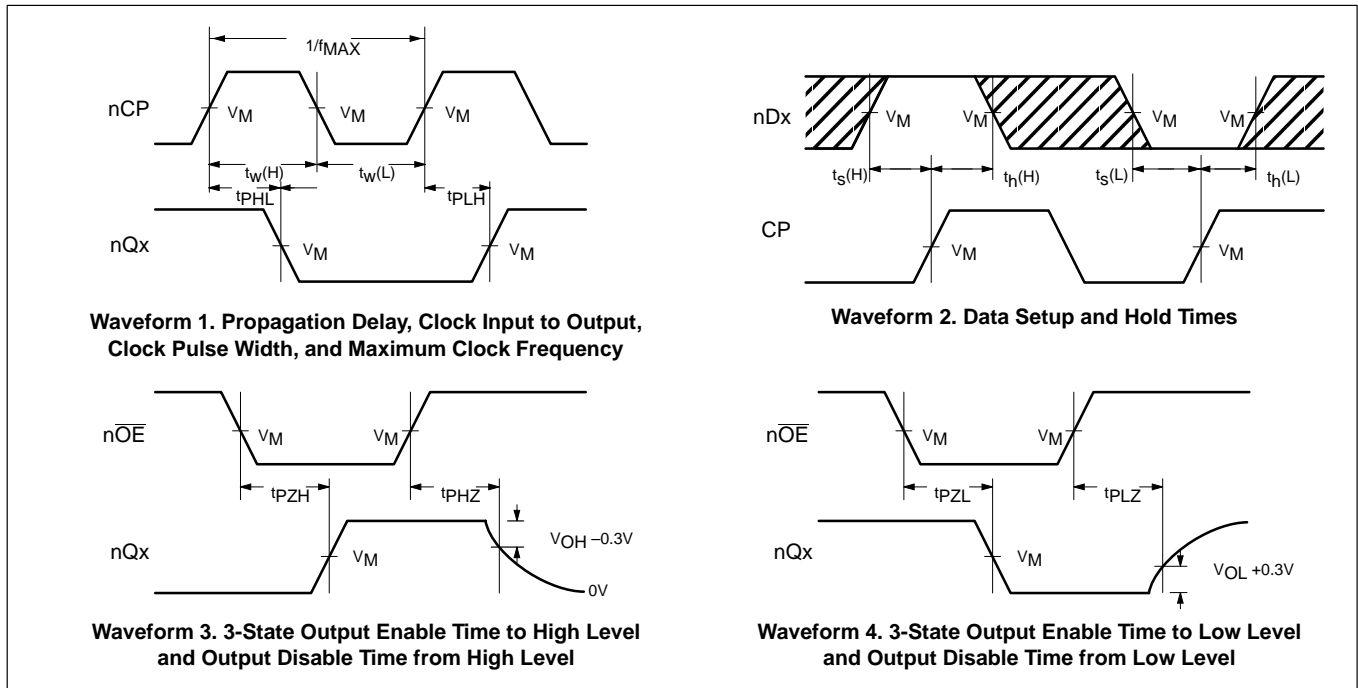 1/fMAX
nCP
VM
VM
VM
tw(H)
tw(L)
tPHL
tPLH
nQx
VM
VM
Waveform 1. Propagation Delay, Clock Input to Output,
Clock Pulse Width, and Maximum Clock Frequency
nDx
VM
VM
VM
VM
ts(H)
th(H)
ts(L)
th(L)
CP
VM
VM
Waveform 2. Data Setup and Hold Times
nO̅E̅
VM
VM
tPZH
tPHZ
nQx
VM
VOH –0.3V
0V
Waveform 3. 3-State Output Enable Time to High Level
and Output Disable Time from High Level
nO̅E̅
VM
VM
tPZL
tPLZ
nQx
VM
VOL +0.3V
Waveform 4. 3-State Output Enable Time to Low Level
and Output Disable Time from Low Level